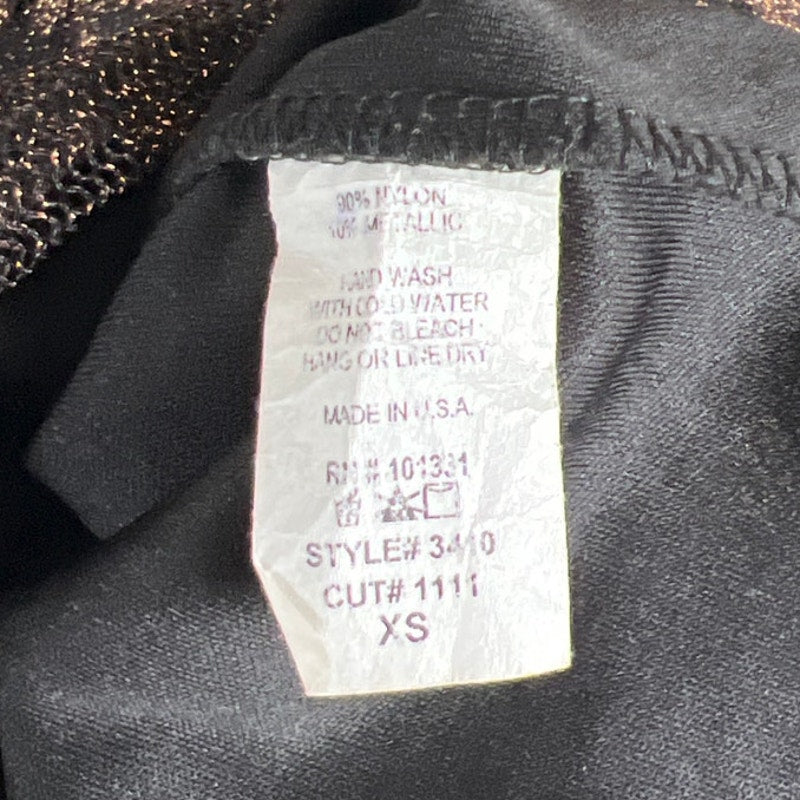 90% NYLON
10% METALLIC
HAND WASH
WITH COLD WATER
DO NOT BLEACH
HANG OR LINE DRY
MADE IN U.S.A.
RN # 101331
STYLE# 3410
CUT# 1111
XS